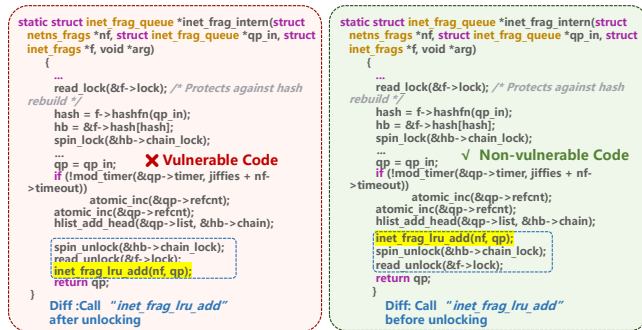 static struct inet_frag_queue *inet_frag_intern(struct
netns_frags *nf, struct inet_frag_queue *qp_in, struct
inet_frags *f, void *arg)
{
...
read_lock(&f->lock); /* Protects against hash
rebuild */
hash = f->hashfn(qp_in);
hb = &f->hash[hash];
spin_lock(&hb->chain_lock);
...
qp = qp_in;
❌ Vulnerable Code
if (!mod_timer(&qp->timer, jiffies + nf-
>timeout))
atomic_inc(&qp->refcnt);
atomic_inc(&qp->refcnt);
hlist_add_head(&qp->list, &hb->chain);
spin_unlock(&hb->chain_lock);
read_unlock(&f->lock);
inet_frag_lru_add(nf, qp);
return qp;
}
Diff :Call "inet_frag_lru_add"
after unlocking
static struct inet_frag_queue *inet_frag_intern(struct
netns_frags *nf, struct inet_frag_queue *qp_in, struct
inet_frags *f, void *arg)
{
...
read_lock(&f->lock); /* Protects against hash
rebuild */
hash = f->hashfn(qp_in);
hb = &f->hash[hash];
spin_lock(&hb->chain_lock);
...
qp = qp_in;
√ Non-vulnerable Code
if (!mod_timer(&qp->timer, jiffies + nf-
>timeout))
atomic_inc(&qp->refcnt);
atomic_inc(&qp->refcnt);
hlist_add_head(&qp->list, &hb->chain);
inet_frag_lru_add(nf, qp);
spin_unlock(&hb->chain_lock);
read_unlock(&f->lock);
return qp;
}
Diff: Call "inet_frag_lru_add"
before unlocking